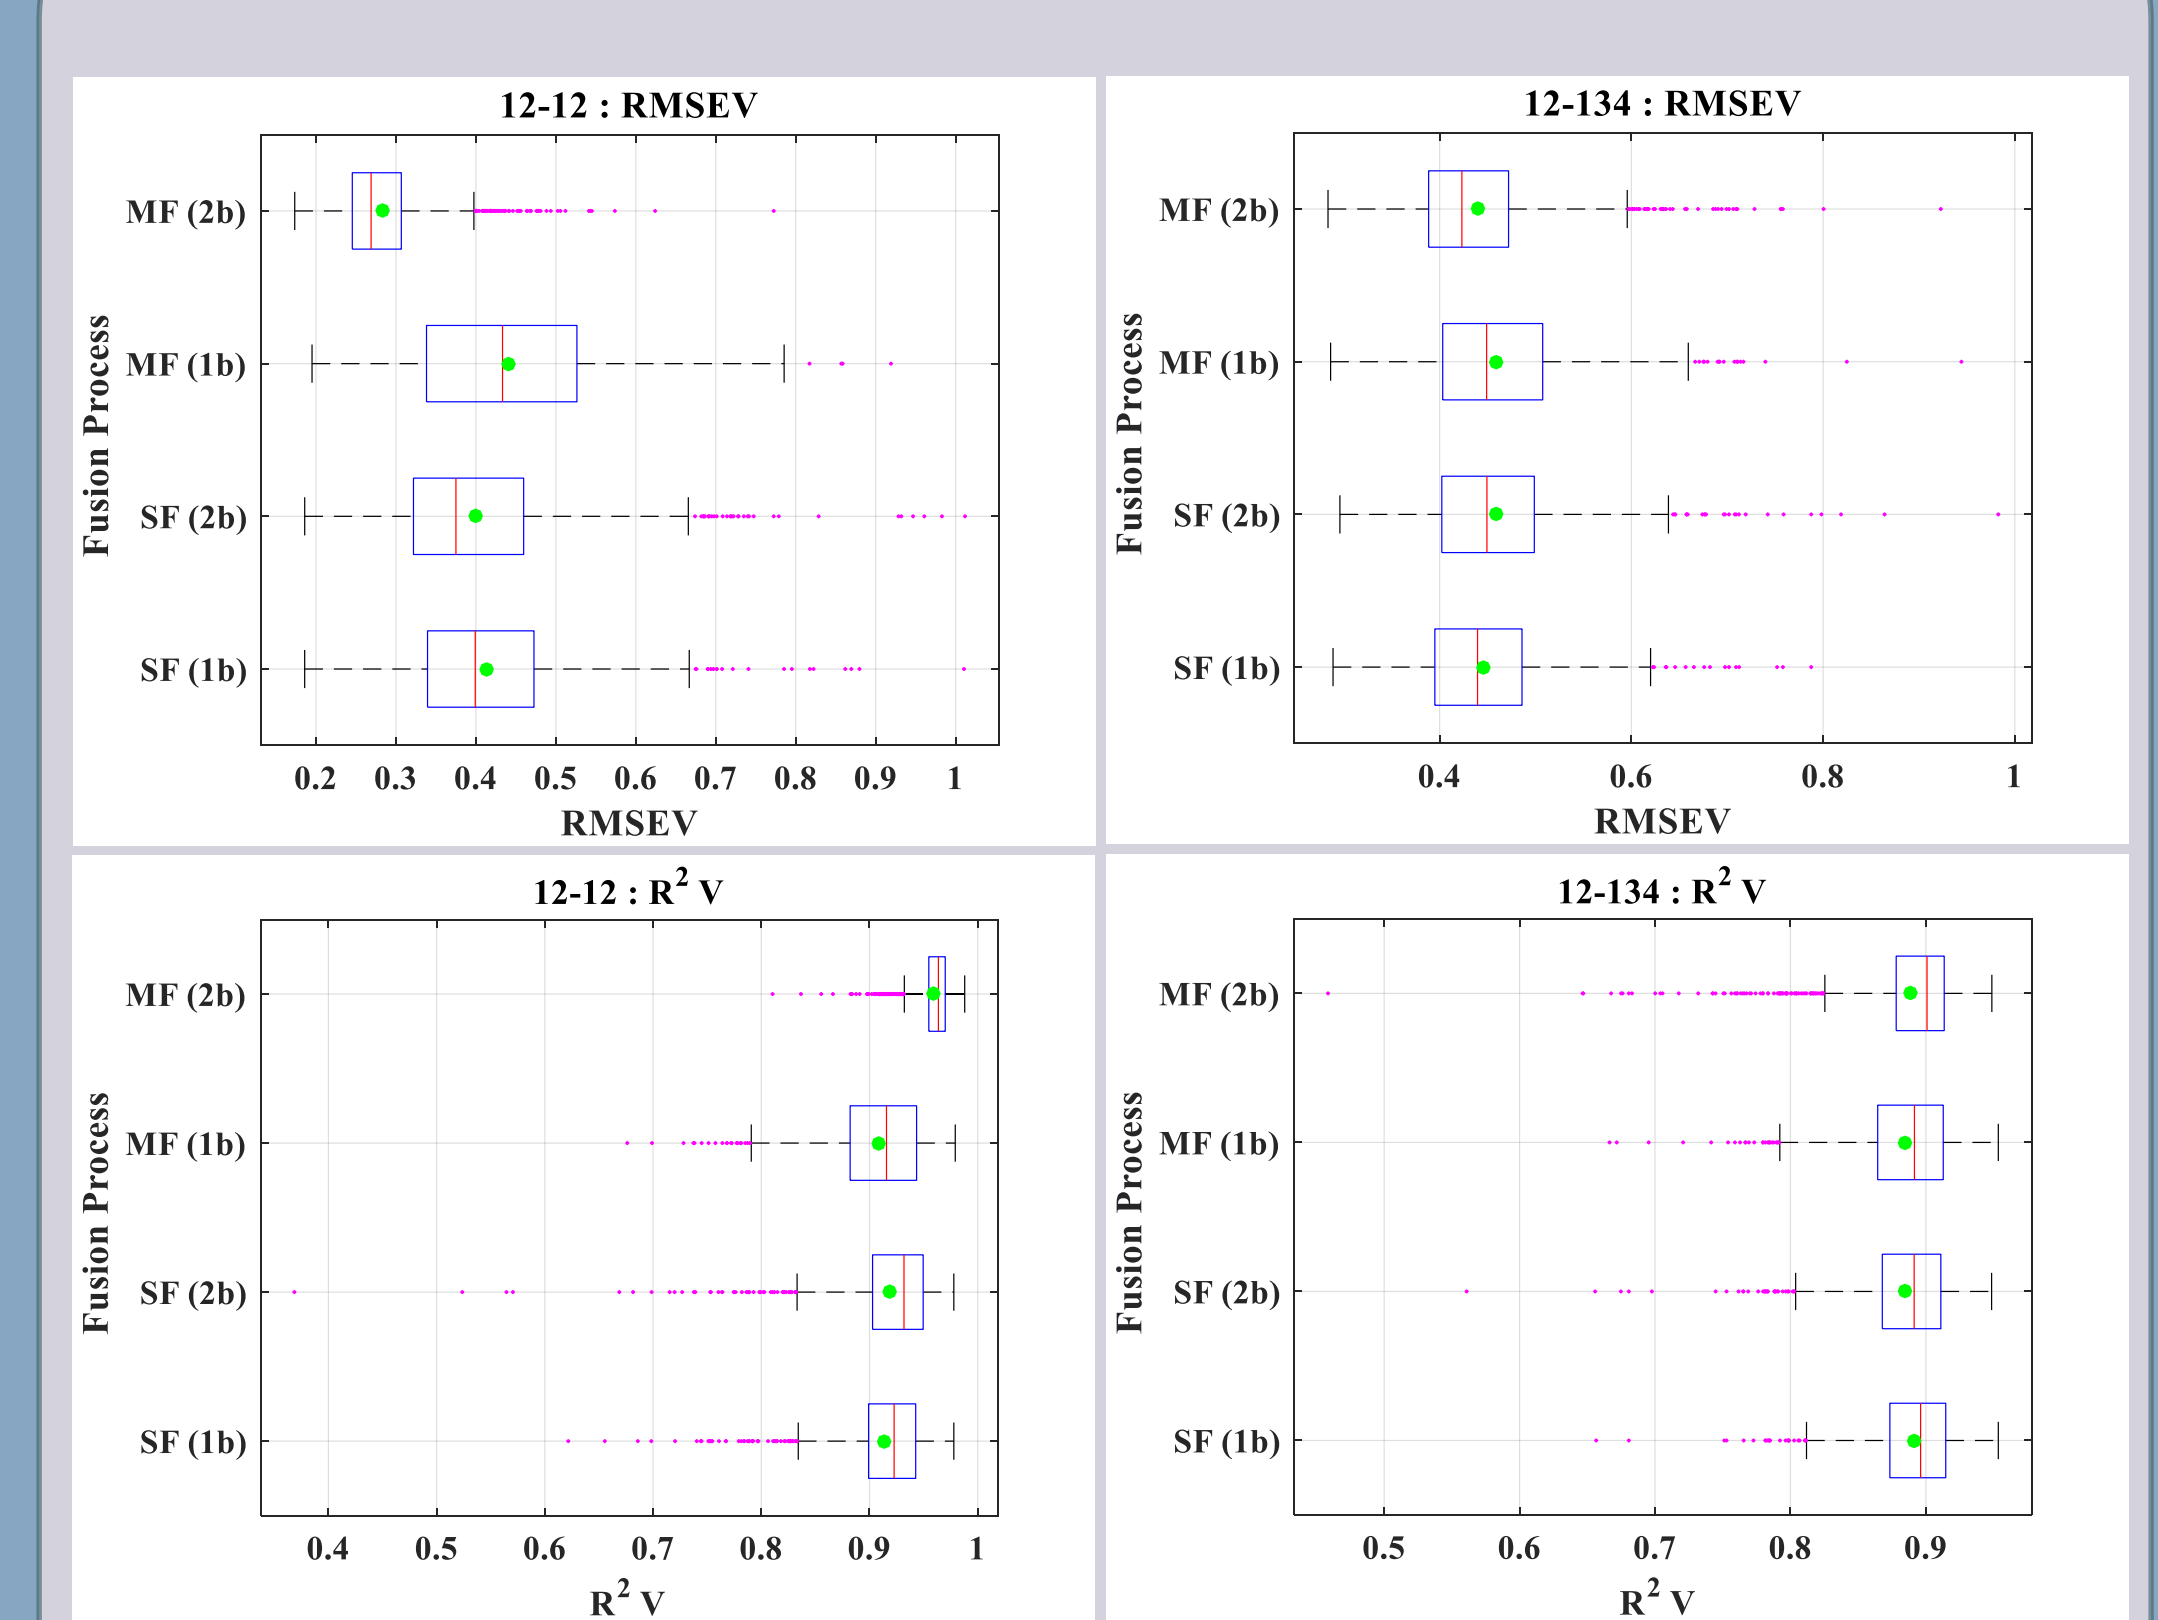 12-12 : RMSEV
MF (2b)
MF (1b)
SF (2b)
SF (1b)
Fusion Process
0.2 0.3 0.4 0.5 0.6 0.7 0.8 0.9 1
RMSEV
12-134 : RMSEV
MF (2b)
MF (1b)
SF (2b)
SF (1b)
Fusion Process
0.4 0.6 0.8 1
RMSEV
12-12 : R² V
MF (2b)
MF (1b)
SF (2b)
SF (1b)
Fusion Process
0.4 0.5 0.6 0.7 0.8 0.9 1
R² V
12-134 : R² V
MF (2b)
MF (1b)
SF (2b)
SF (1b)
Fusion Process
0.5 0.6 0.7 0.8 0.9
R² V